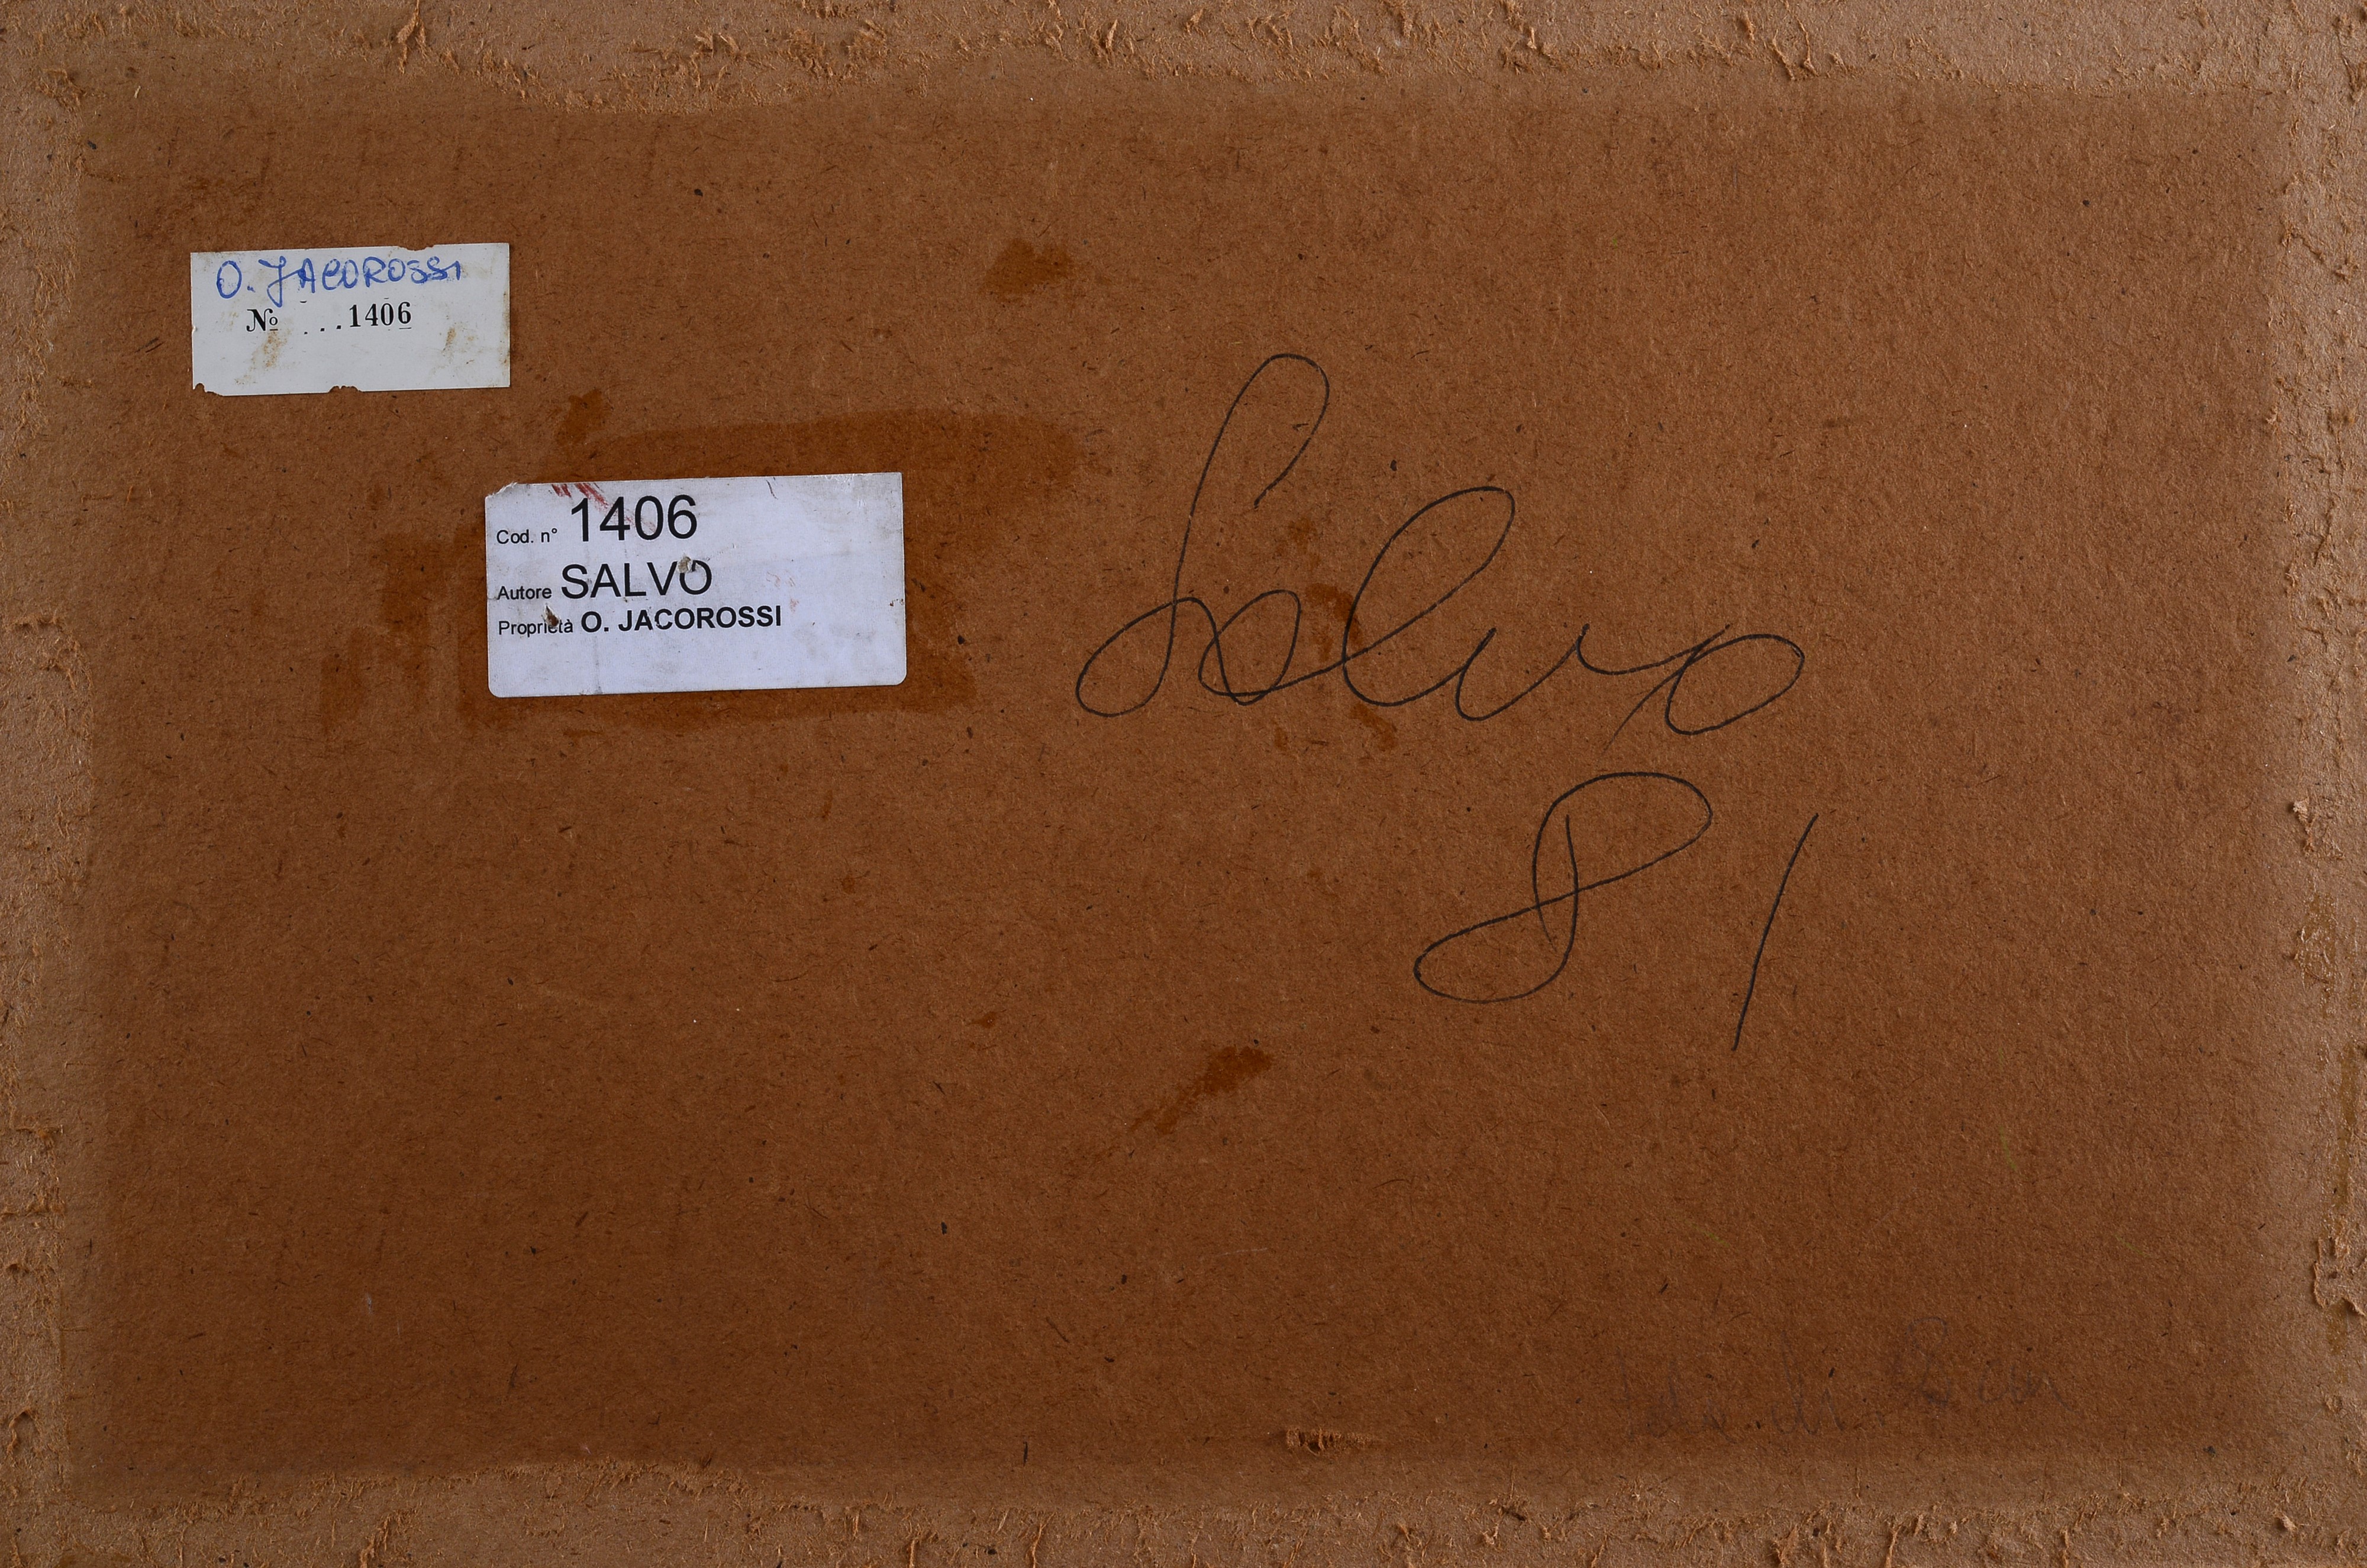 O. JACOROSSI
No ...1406
Cod. n° 1406
Autore SALVO
Proprietà O. JACOROSSI
Salvo
81